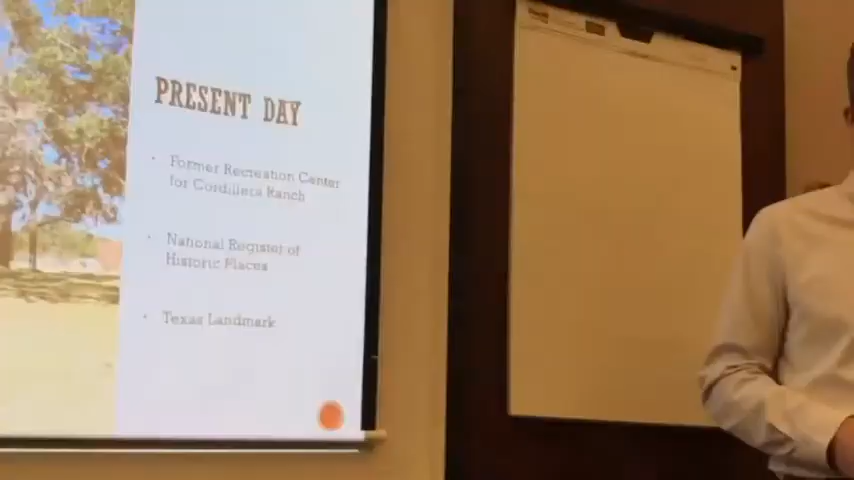 PRESENT DAY
Former Recreation Center
for Cordillera Ranch
National Register of
Historic Places
Texas Landmark